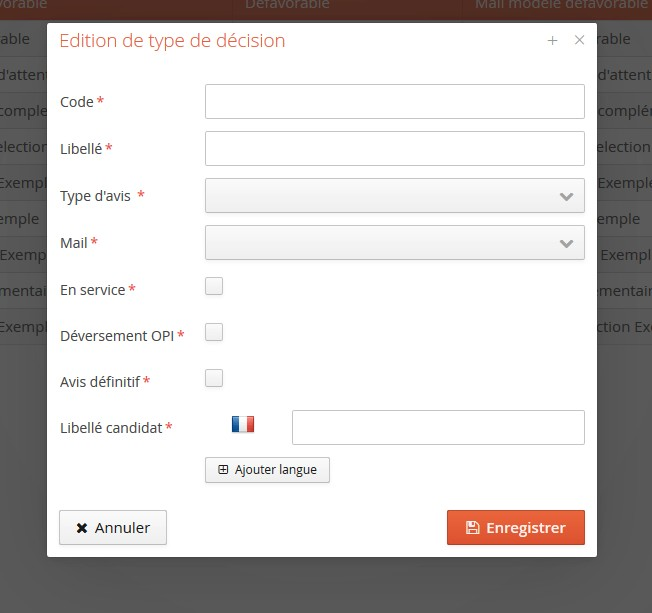 Défavorable
Mail modèle défavorable
Edition de type de décision
Code *
Libellé *
Type d'avis *
Mail *
En service *
Déversement OPI *
Avis définitif *
Libellé candidat *
Ajouter langue
Annuler
Enregistrer